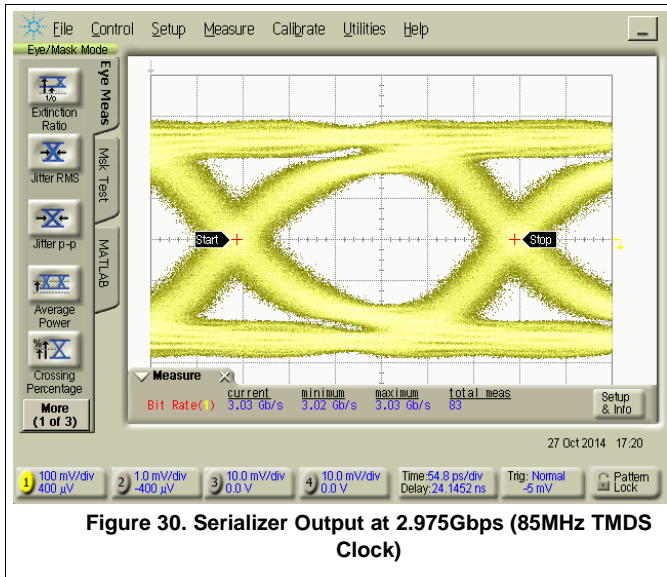 File Control Setup Measure Calibrate Utilities Help
Eye/Mask Mode
Eye Meas
Msk Test
MATLAB
1/0
Extinction
Ratio
Jitter RMS
Jitter p-p
Average
Power
%
Crossing
Percentage
More
(1 of 3)
Start
Stop
Measure
current minimum maximum total meas
Bit Rate(1) 3.03 Gb/s 3.02 Gb/s 3.03 Gb/s 83
Setup
& Info
27 Oct 2014 17:20
1 100 mV/div
400 µV
2 1.0 mV/div
-400 µV
3 10.0 mV/div
0.0 V
4 10.0 mV/div
0.0 V
Time:54.8 ps/div
Delay:24.1452 ns
Trig: Normal
-5 mV
Pattern
Lock
Figure 30. Serializer Output at 2.975Gbps (85MHz TMDS
Clock)